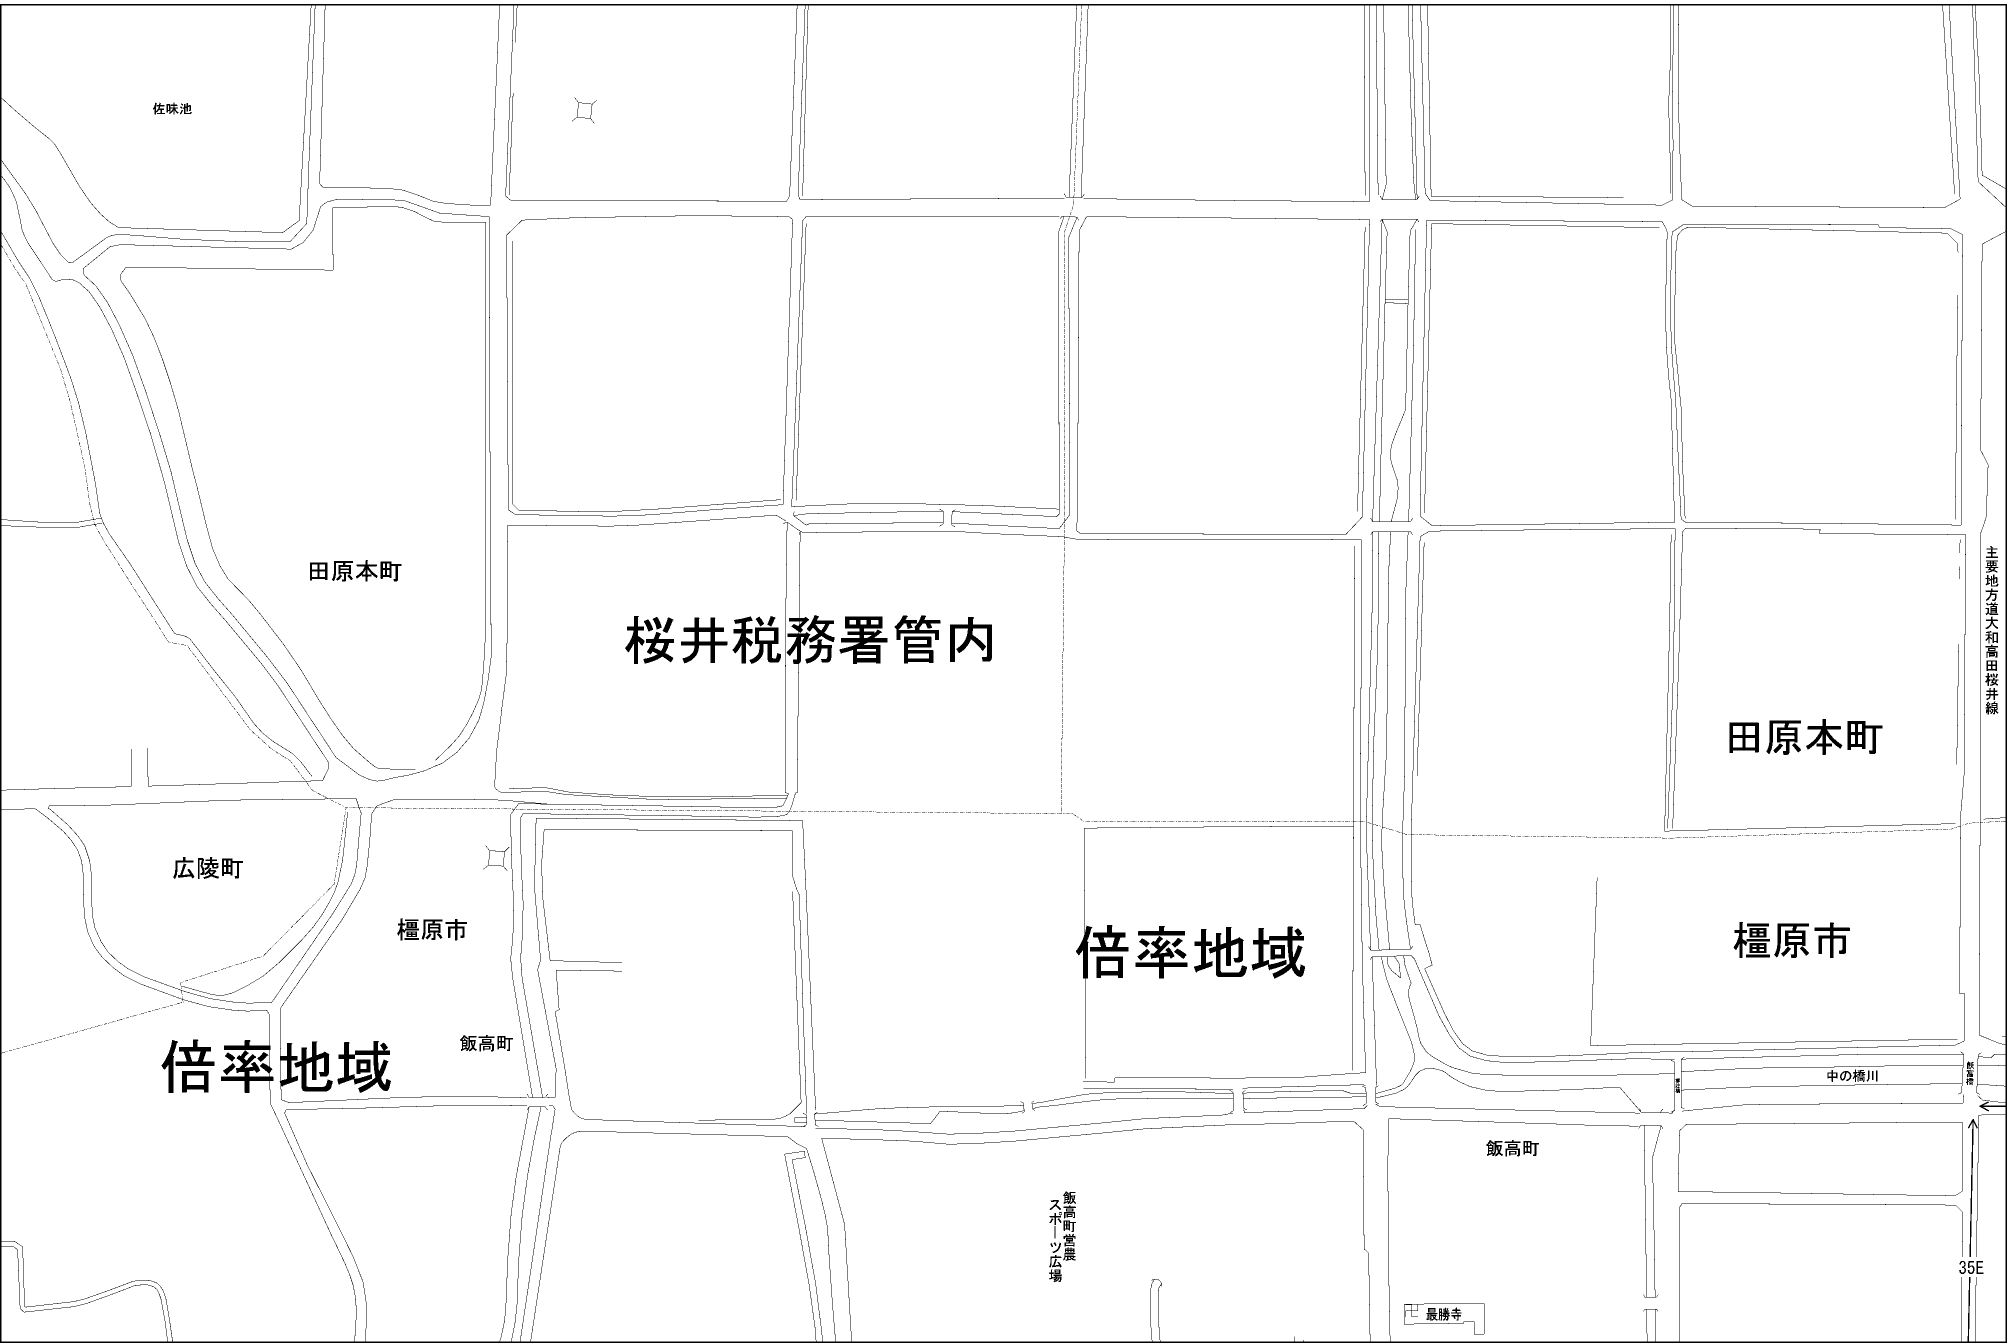 佐味池
田原本町
桜井税務署管内
主要地方道大和高田桜井線
田原本町
広陵町
橿原市
倍率地域
橿原市
飯高町
倍率地域
中の橋川
飯高町
飯高町営農
スポーツ広場
35E
最勝寺